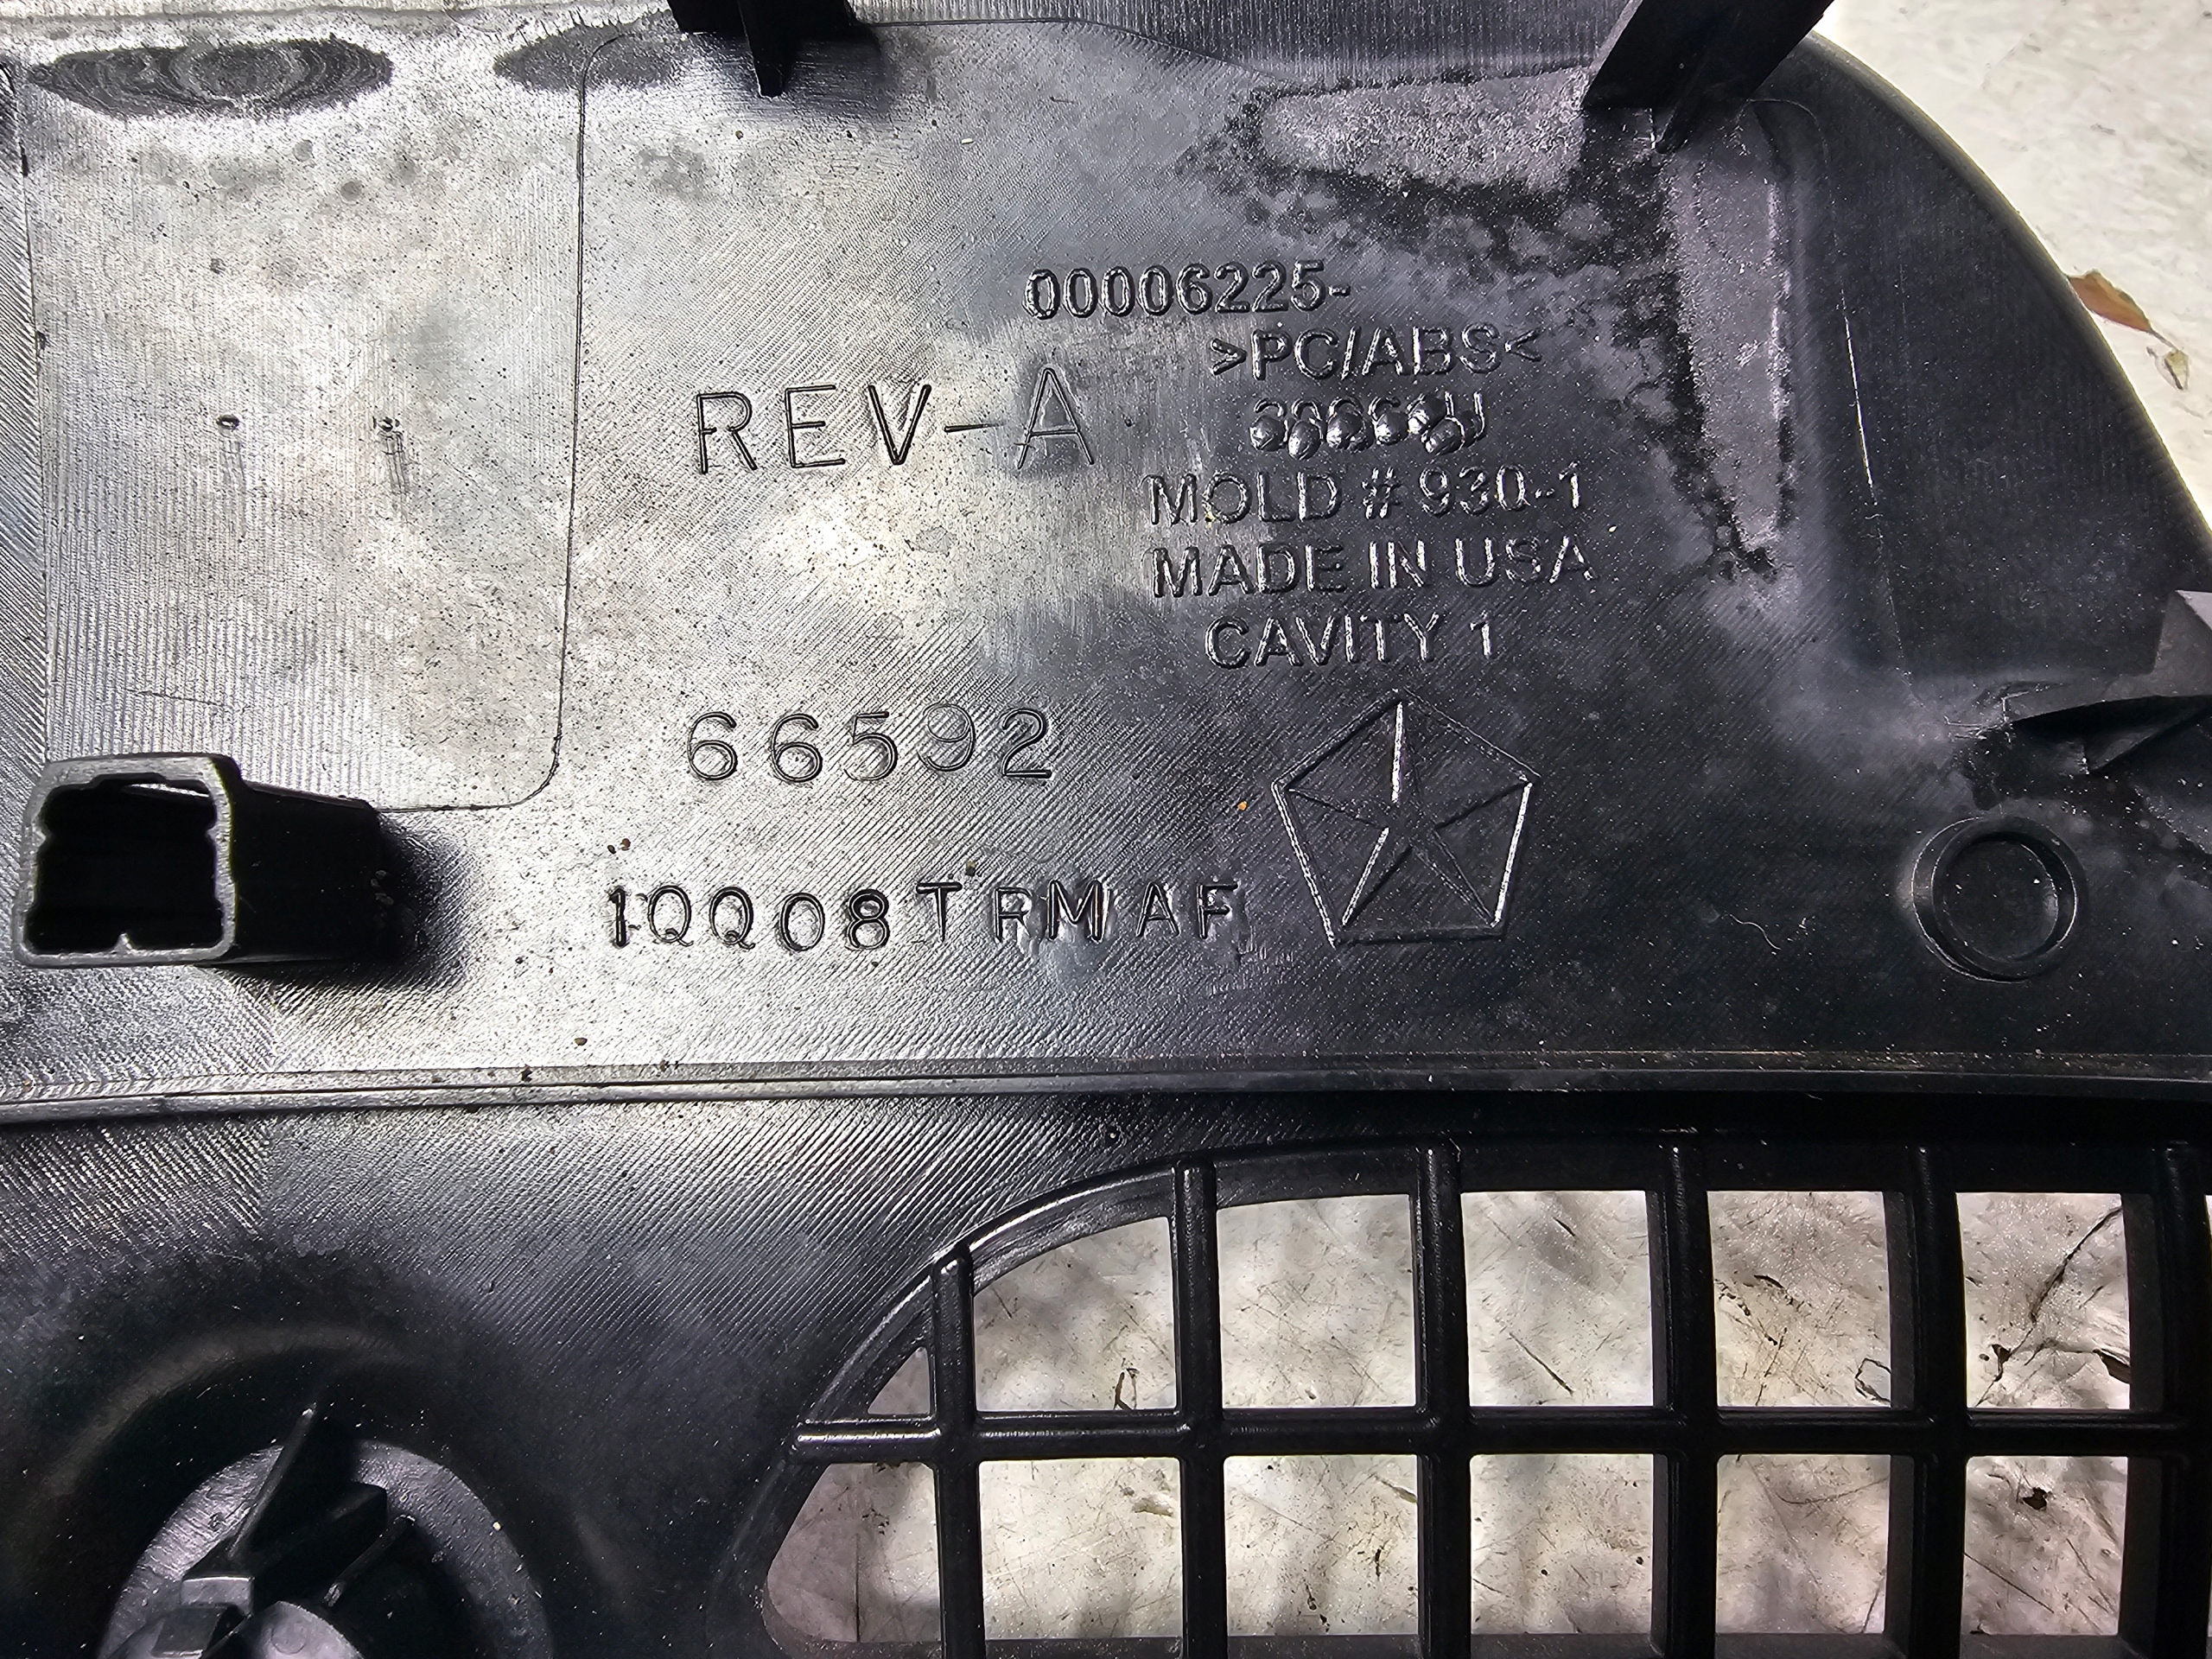 00006225-
>PC/ABS<
REV-A
MOLD # 930-1
MADE IN USA
CAVITY 1
66592
1QQ08TRMAF